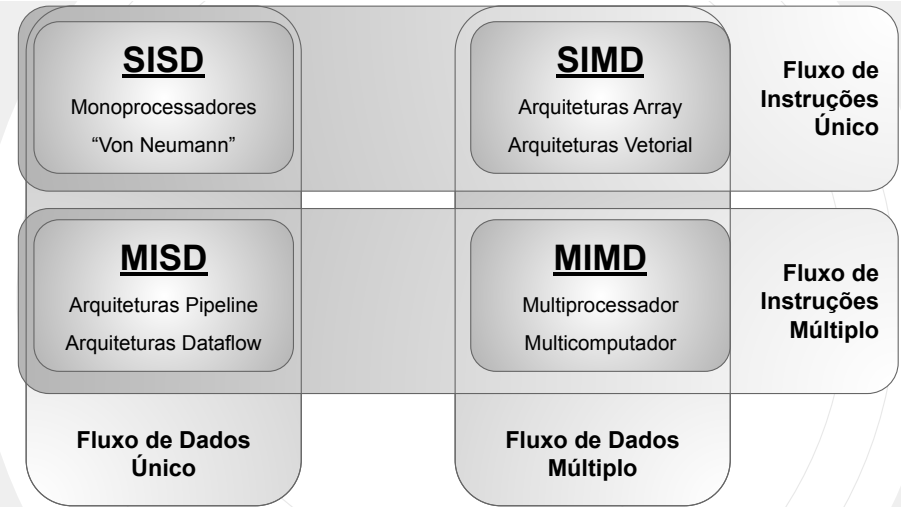 SISD
Monoprocessadores
“Von Neumann”
SIMD
Arquiteturas Array
Arquiteturas Vetorial
Fluxo de
Instruções
Único
MISD
Arquiteturas Pipeline
Arquiteturas Dataflow
MIMD
Multiprocessador
Multicomputador
Fluxo de
Instruções
Múltiplo
Fluxo de Dados
Único
Fluxo de Dados
Múltiplo